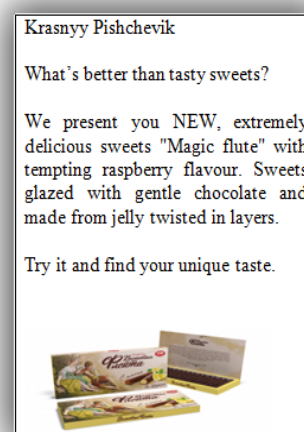 Krasnyy Pishchevik
What's better than tasty sweets?
We present you NEW, extremely
delicious sweets "Magic flute" with
tempting raspberry flavour. Sweets
glazed with gentle chocolate and
made from jelly twisted in layers.
Try it and find your unique taste.
Флейта